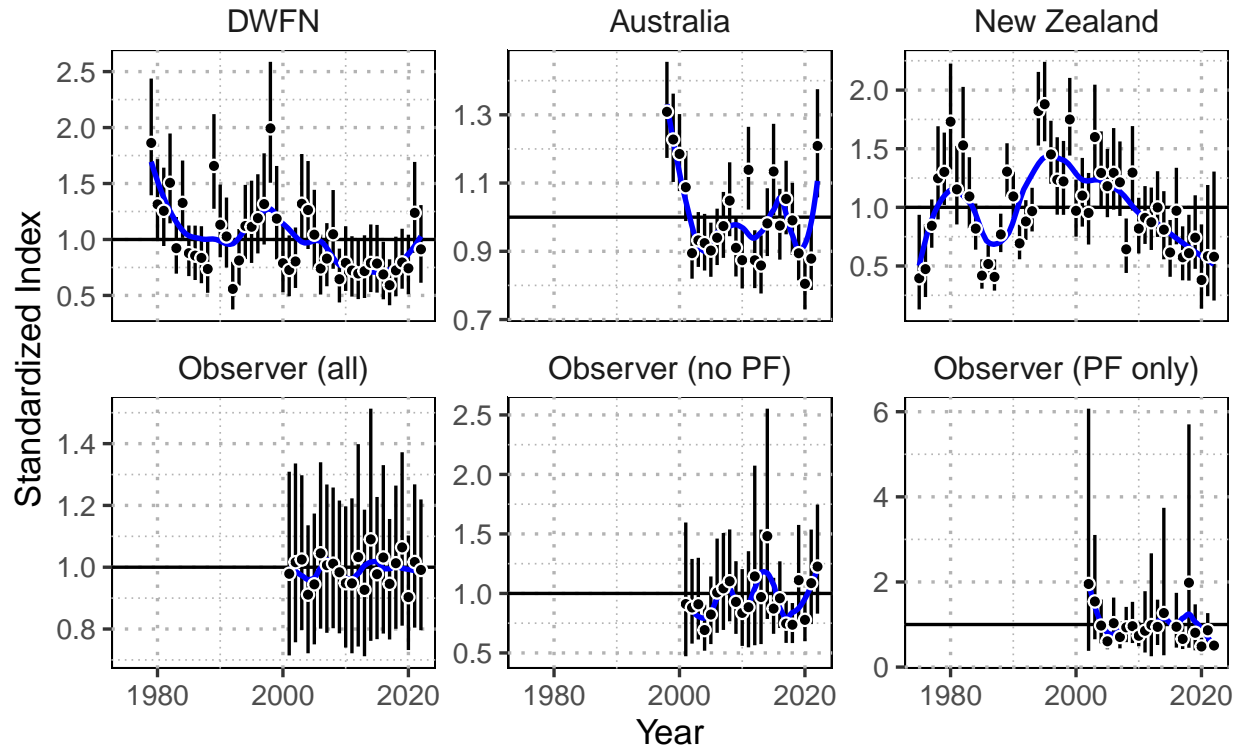 DWFN
Australia
New Zealand
2.5
2.0
1.5
1.0
0.5
1.3
1.1
0.9
0.7
2.0
1.5
1.0
0.5
Standardized Index
Observer (all)
Observer (no PF)
Observer (PF only)
1.4
1.2
1.0
0.8
2.5
2.0
1.5
1.0
0.5
6
4
2
0
1980 2000 2020
1980 2000 2020
1980 2000 2020
Year